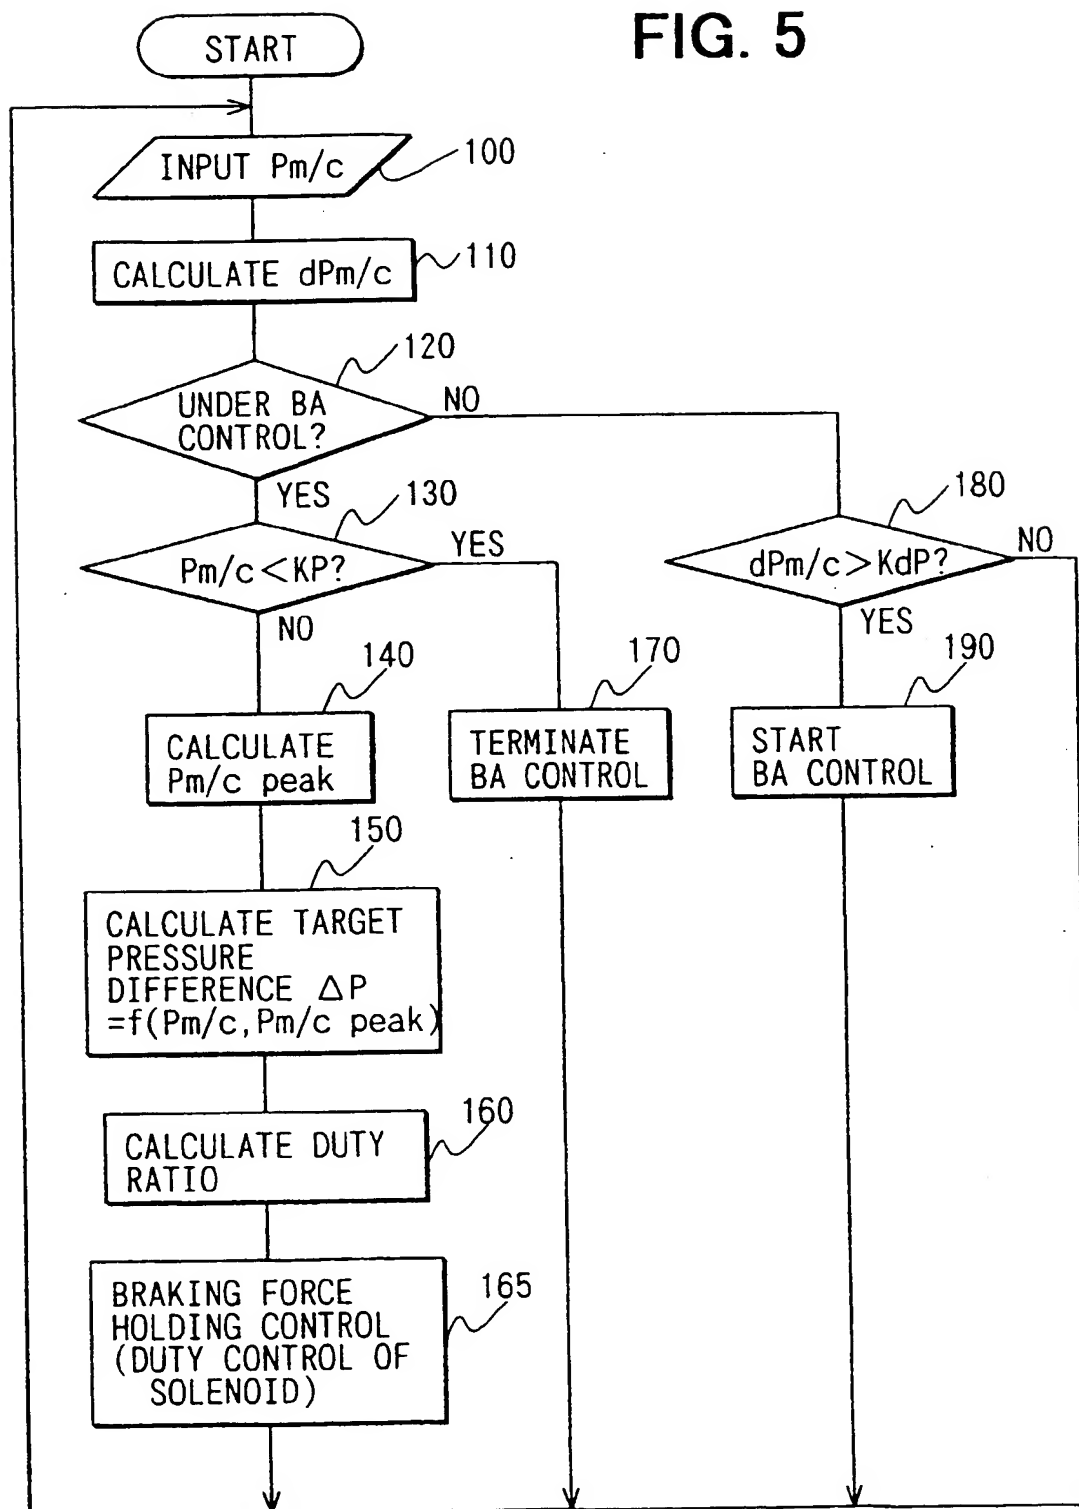 FIG. 5
START
INPUT Pm/c
100
CALCULATE dPm/c
110
120
UNDER BA
CONTROL?
NO
YES
130
180
Pm/c<KP?
YES
dPm/c>KdP?
NO
NO
YES
140
170
190
CALCULATE
Pm/c peak
TERMINATE
BA CONTROL
START
BA CONTROL
150
CALCULATE TARGET
PRESSURE
DIFFERENCE △P
=f(Pm/c,Pm/c peak)
160
CALCULATE DUTY
RATIO
165
BRAKING FORCE
HOLDING CONTROL
(DUTY CONTROL OF
SOLENOID)